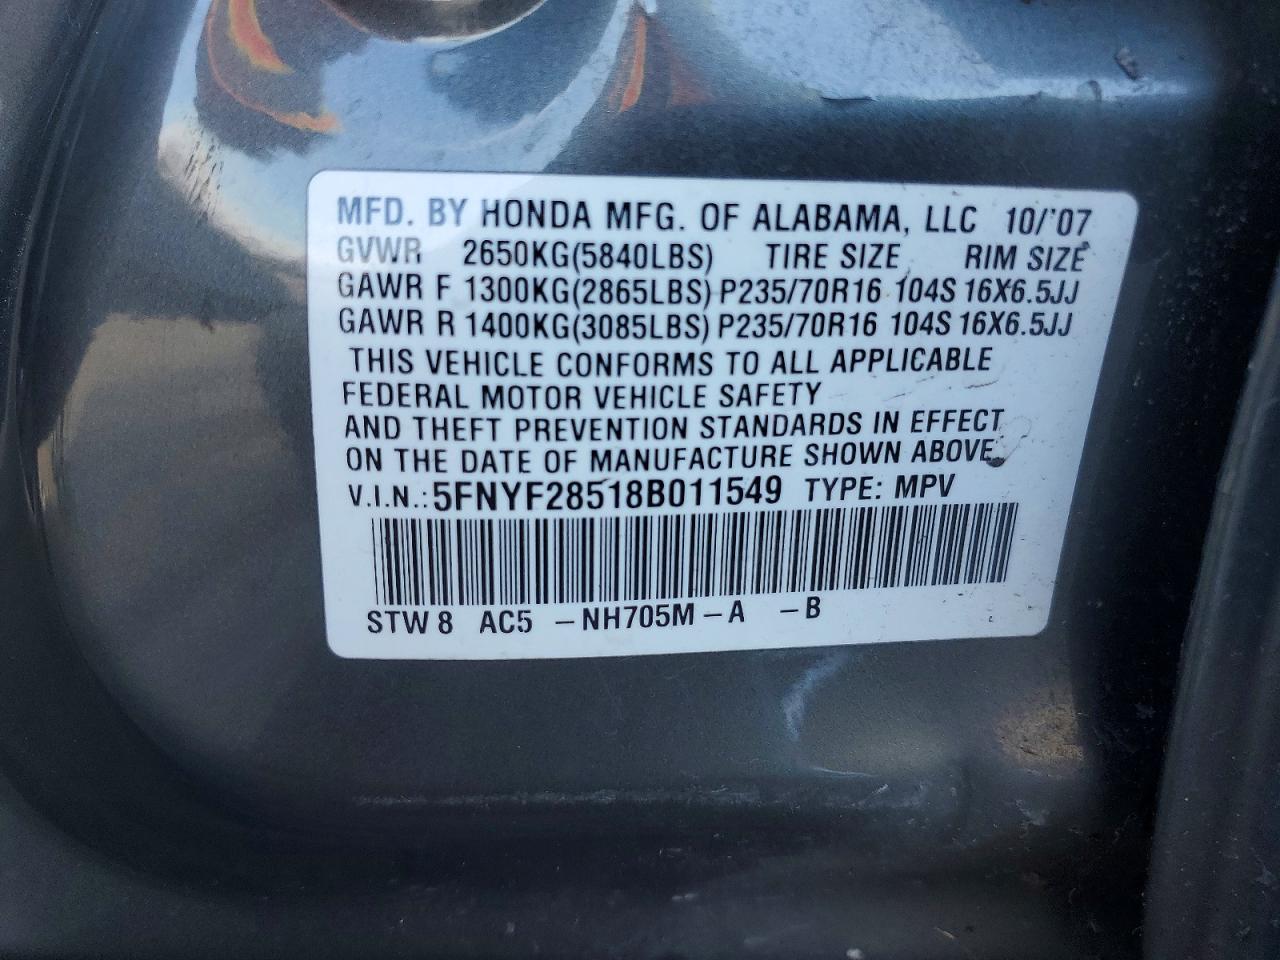 MFD. BY HONDA MFG. OF ALABAMA, LLC 10/'07
GVWR 2650KG(5840LBS) TIRE SIZE RIM SIZE
GAWR F 1300KG(2865LBS) P235/70R16 104S 16X6.5JJ
GAWR R 1400KG(3085LBS) P235/70R16 104S 16X6.5JJ
THIS VEHICLE CONFORMS TO ALL APPLICABLE
FEDERAL MOTOR VEHICLE SAFETY
AND THEFT PREVENTION STANDARDS IN EFFECT
ON THE DATE OF MANUFACTURE SHOWN ABOVE.
V.I.N.: 5FNYF28518B011549 TYPE: MPV
STW 8 AC5 -NH705M-A -B